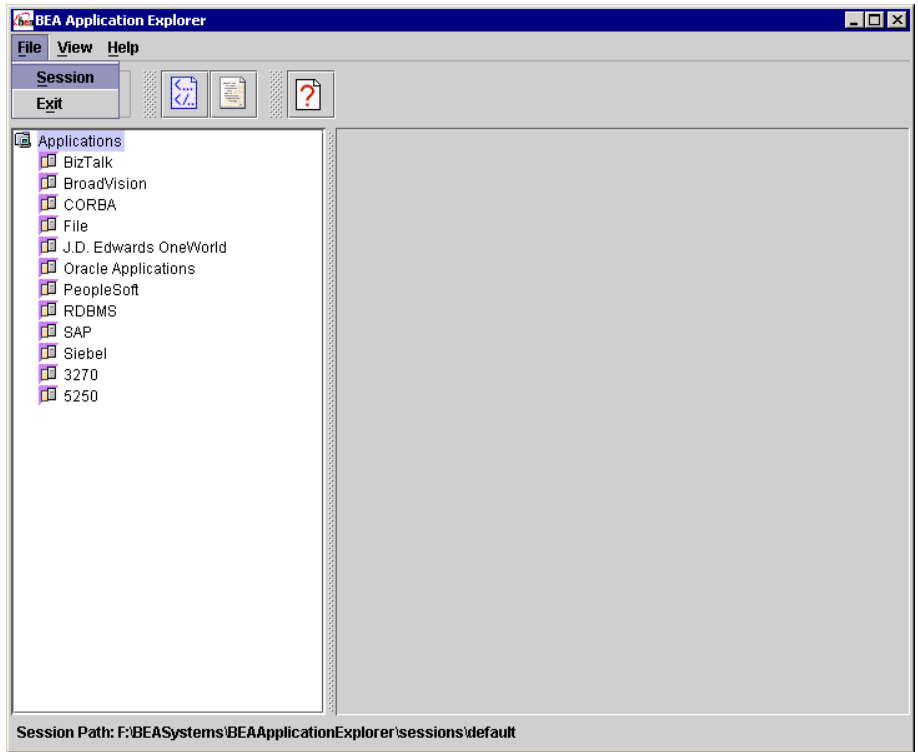 BEA Application Explorer
File View Help
Session
Exit
Applications
BizTalk
BroadVision
CORBA
File
J.D. Edwards OneWorld
Oracle Applications
PeopleSoft
RDBMS
SAP
Siebel
3270
5250
Session Path: F:\BEASystems\BEAApplicationExplorer\sessions\default